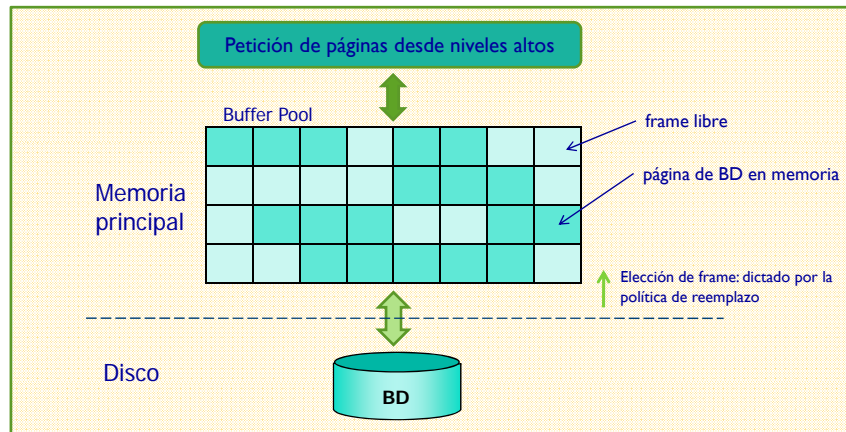 Petición de páginas desde niveles altos
Buffer Pool
frame libre
Memoria
principal
página de BD en memoria
Elección de frame: dictado por la
política de reemplazo
Disco
BD